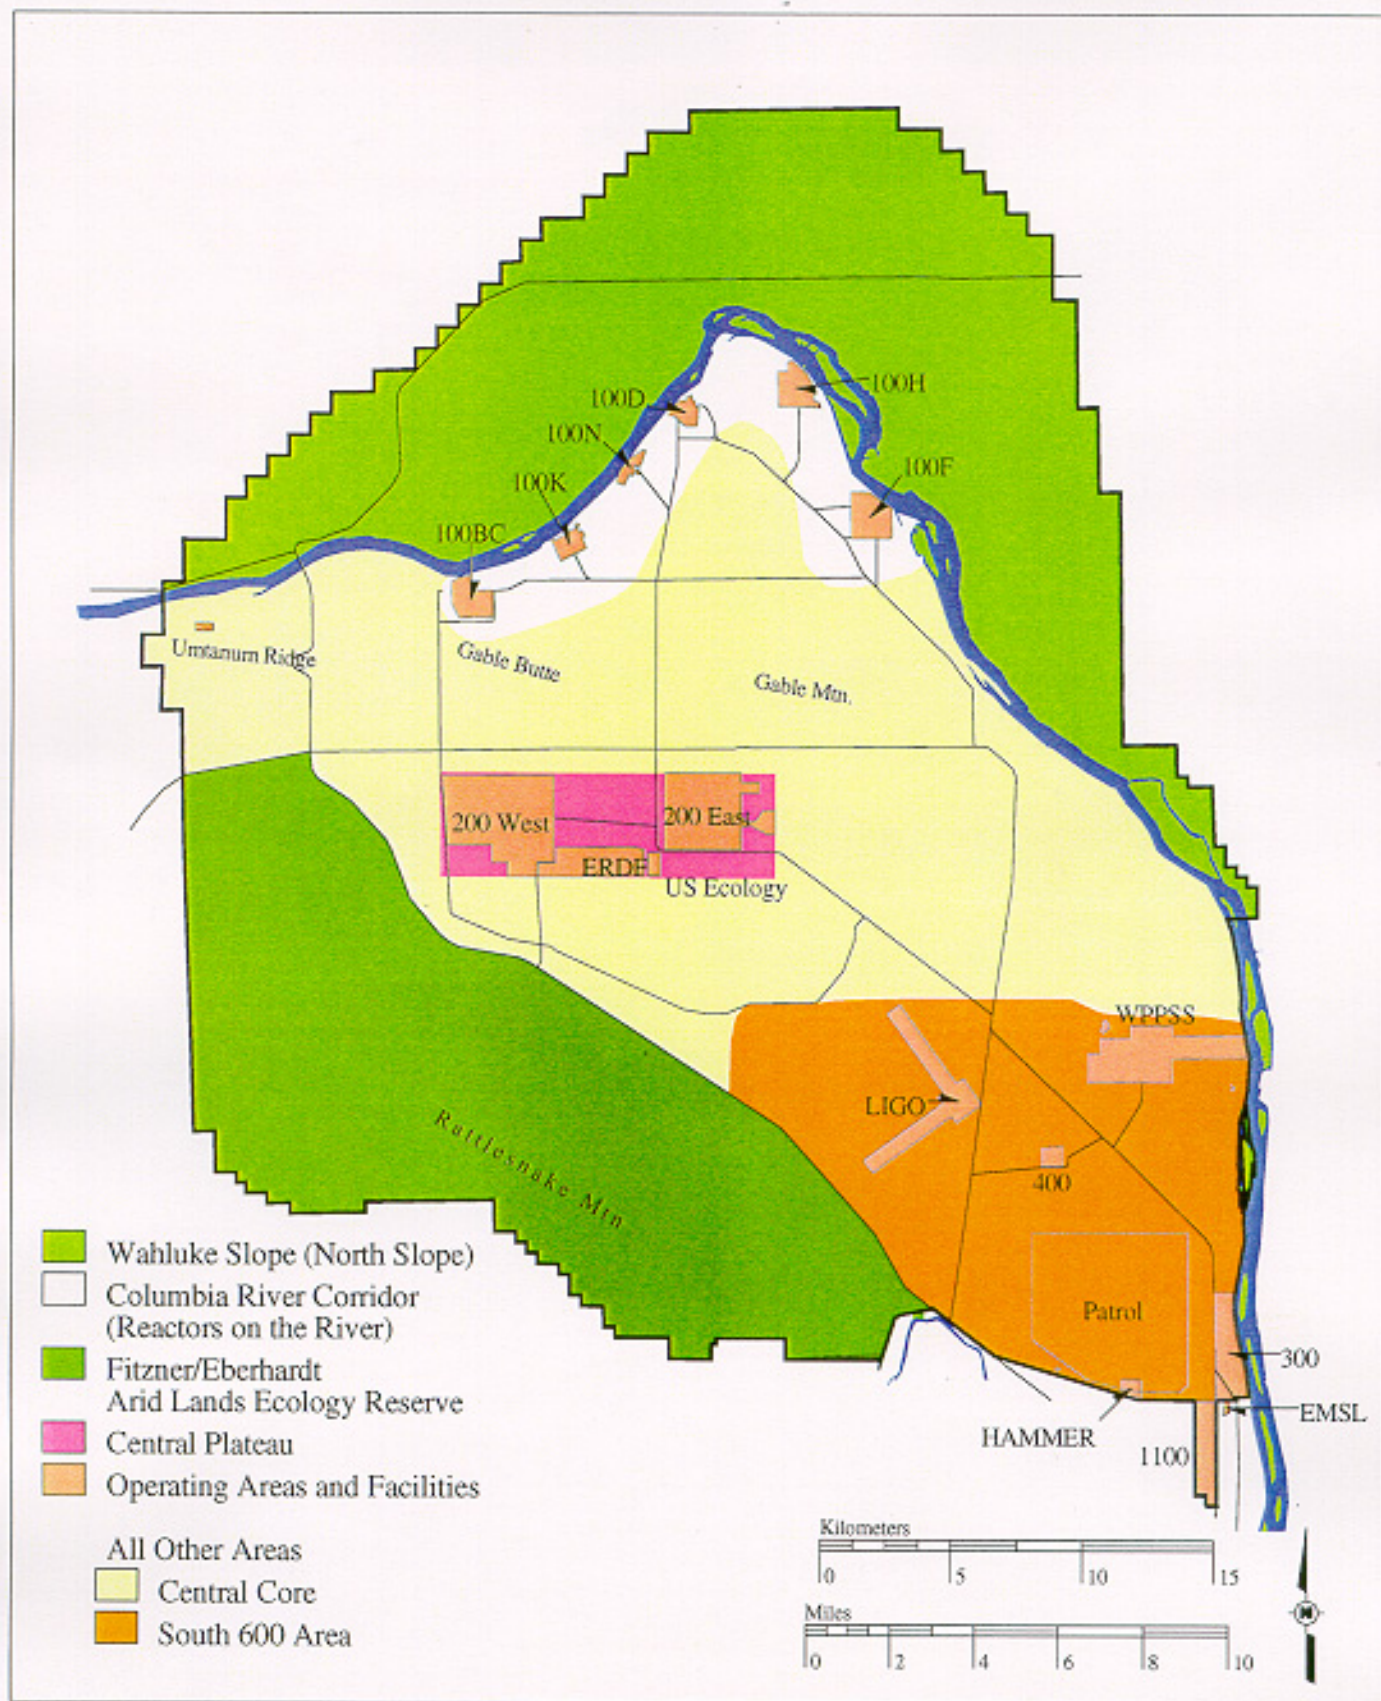 100H
100D
100N
100F
100K
100BC
Umtanum Ridge
Gable Butte
Gable Mtn.
200 West
200 East
ERDF
US Ecology
WPPSS
LIGO
400
Rattlesnake Mtn
Patrol
300
EMSL
HAMMER
1100
Wahluke Slope (North Slope)
Columbia River Corridor
(Reactors on the River)
Fitzner/Eberhardt
Arid Lands Ecology Reserve
Central Plateau
Operating Areas and Facilities
All Other Areas
Central Core
South 600 Area
Kilometers
0 5 10 15
Miles
0 2 4 6 8 10
N